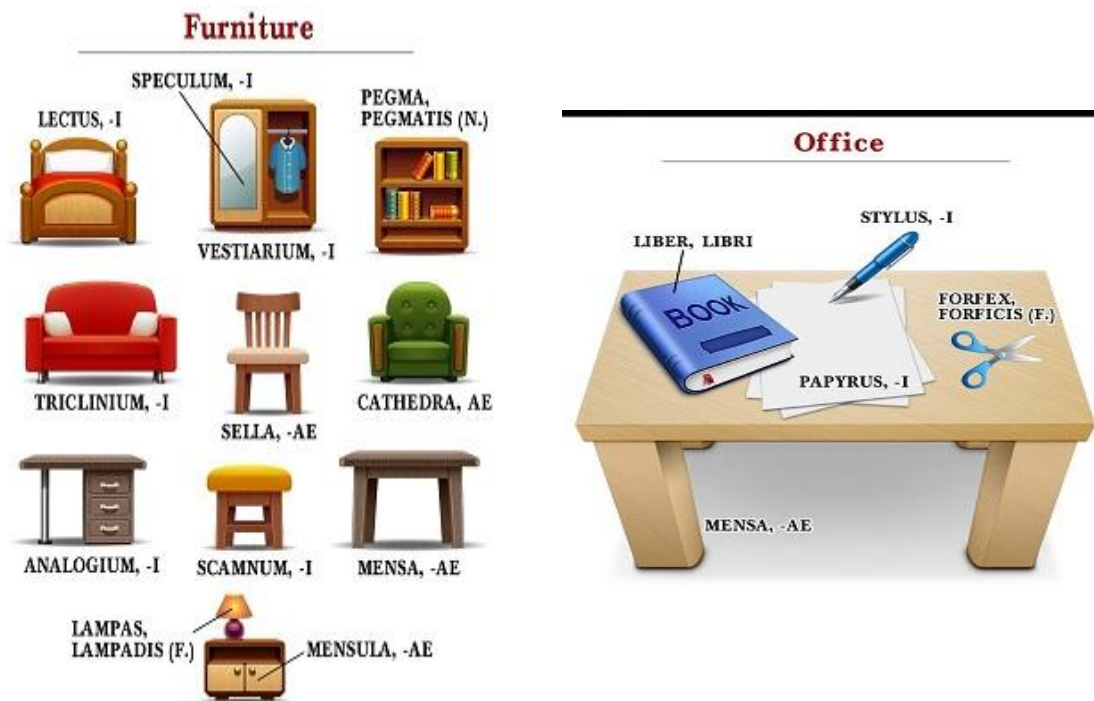 Furniture
SPECULUM, -I
LECTUS, -I
PEGMA,
PEGMATIS (N.)
VESTIARIUM, -I
TRICLINIUM, -I
SELLA, -AE
CATHEDRA, AE
ANALOGIUM, -I
SCAMNUM, -I
MENSA, -AE
LAMPAS,
LAMPADIS (F.)
MENSULA, -AE
Office
STYLUS, -I
LIBER, LIBRI
BOOK
FORFEX,
FORFICIS (F.)
PAPYRUS, -I
MENSA, -AE